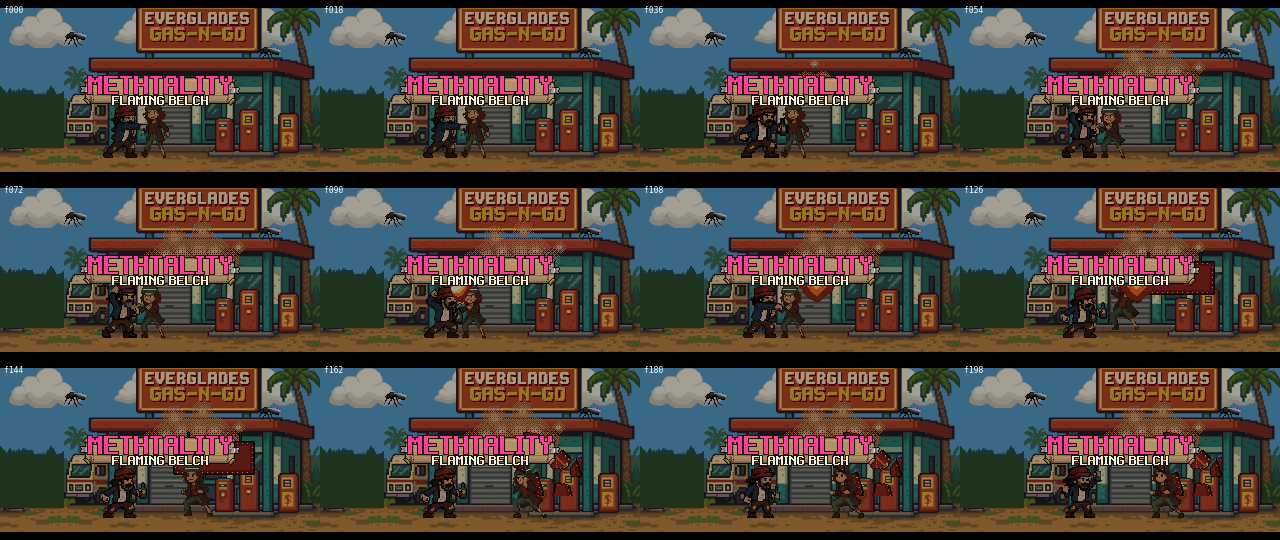 f000
EVERGLADES
GAS-N-GO
METHTALITY
FLAMING BELCH
$
f018
EVERGLADES
GAS-N-GO
METHTALITY
FLAMING BELCH
$
f036
EVERGLADES
GAS-N-GO
METHTALITY
FLAMING BELCH
$
f054
EVERGLADES
GAS-N-GO
METHTALITY
FLAMING BELCH
$
f072
EVERGLADES
GAS-N-GO
METHTALITY
FLAMING BELCH
$
f090
EVERGLADES
GAS-N-GO
METHTALITY
FLAMING BELCH
$
f108
EVERGLADES
GAS-N-GO
METHTALITY
FLAMING BELCH
$
f126
EVERGLADES
GAS-N-GO
METHTALITY
FLAMING BELCH
$
f144
EVERGLADES
GAS-N-GO
METHTALITY
FLAMING BELCH
$
f162
EVERGLADES
GAS-N-GO
METHTALITY
FLAMING BELCH
$
f180
EVERGLADES
GAS-N-GO
METHTALITY
FLAMING BELCH
$
f198
EVERGLADES
GAS-N-GO
METHTALITY
FLAMING BELCH
$